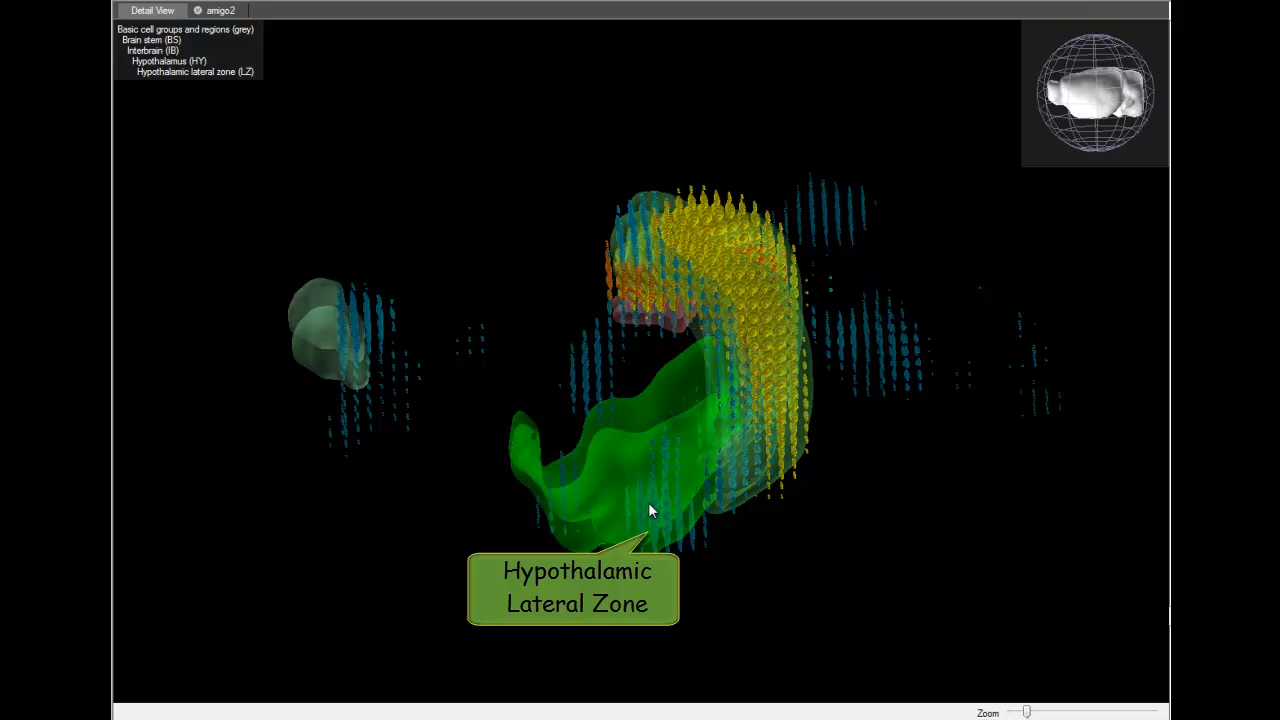 Detail View
amigo2
Basic cell groups and regions (grey)
Brain stem (BS)
Interbrain (IB)
Hypothalamus (HY)
Hypothalamic lateral zone (LZ)
Hypothalamic
Lateral Zone
Zoom